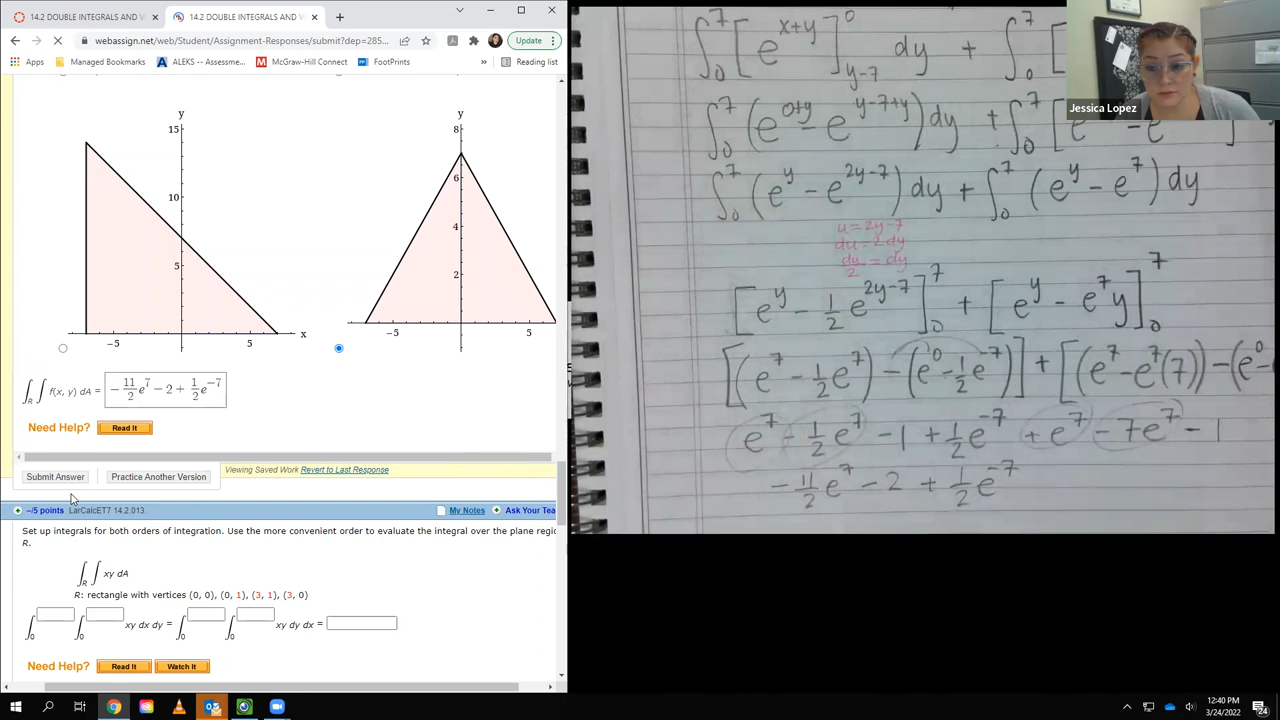 14.2 DOUBLE INTEGRALS AND V
14.2 DOUBLE INTEGRALS AND V
webassign.net/web/Student/Assignment-Responses/submit?dep=285...
Update
Apps
Managed Bookmarks
ALEKS -- Assessme...
McGraw-Hill Connect
FootPrints
»
Reading list
y
15
10
5
-5
5
x
y
8
6
4
2
-5
5
∫_R ∫ f(x, y) dA = -11/2 e^7 - 2 + 1/2 e^-7
Need Help? Read It
Submit Answer
Practice Another Version
Viewing Saved Work Revert to Last Response
-/5 points LarCalcET7 14.2.013.
My Notes
Ask Your Tea
Set up integrals for both orders of integration. Use the more convenient order to evaluate the integral over the plane regio
R.
∫_R ∫ xy dA
R: rectangle with vertices (0, 0), (0, 1), (3, 1), (3, 0)
∫_0 ∫_0 xy dx dy = ∫_0 ∫_0 xy dy dx =
Need Help? Read It Watch It
∫_0^7 [e^(x+y)]_(y-7)^0 dy + ∫_0^7 [
∫_0^7 (e^(0+y) - e^(y-7+y)) dy + ∫_0^7 [e - e ]
∫_0^7 (e^y - e^(2y-7)) dy + ∫_0^7 (e^y - e^7) dy
u = 2y-7
du = 2dy
du/2 = dy
[e^y - 1/2 e^(2y-7)]_0^7 + [e^y - e^7 y]_0^7
[(e^7 - 1/2 e^7) - (e^0 - 1/2 e^-7)] + [(e^7 - e^7(7)) - (e^0 -
e^7 - 1/2 e^7 - 1 + 1/2 e^-7 + e^7 - 7e^7 - 1
- 11/2 e^7 - 2 + 1/2 e^-7
Jessica Lopez
12:40 PM
3/24/2022
24